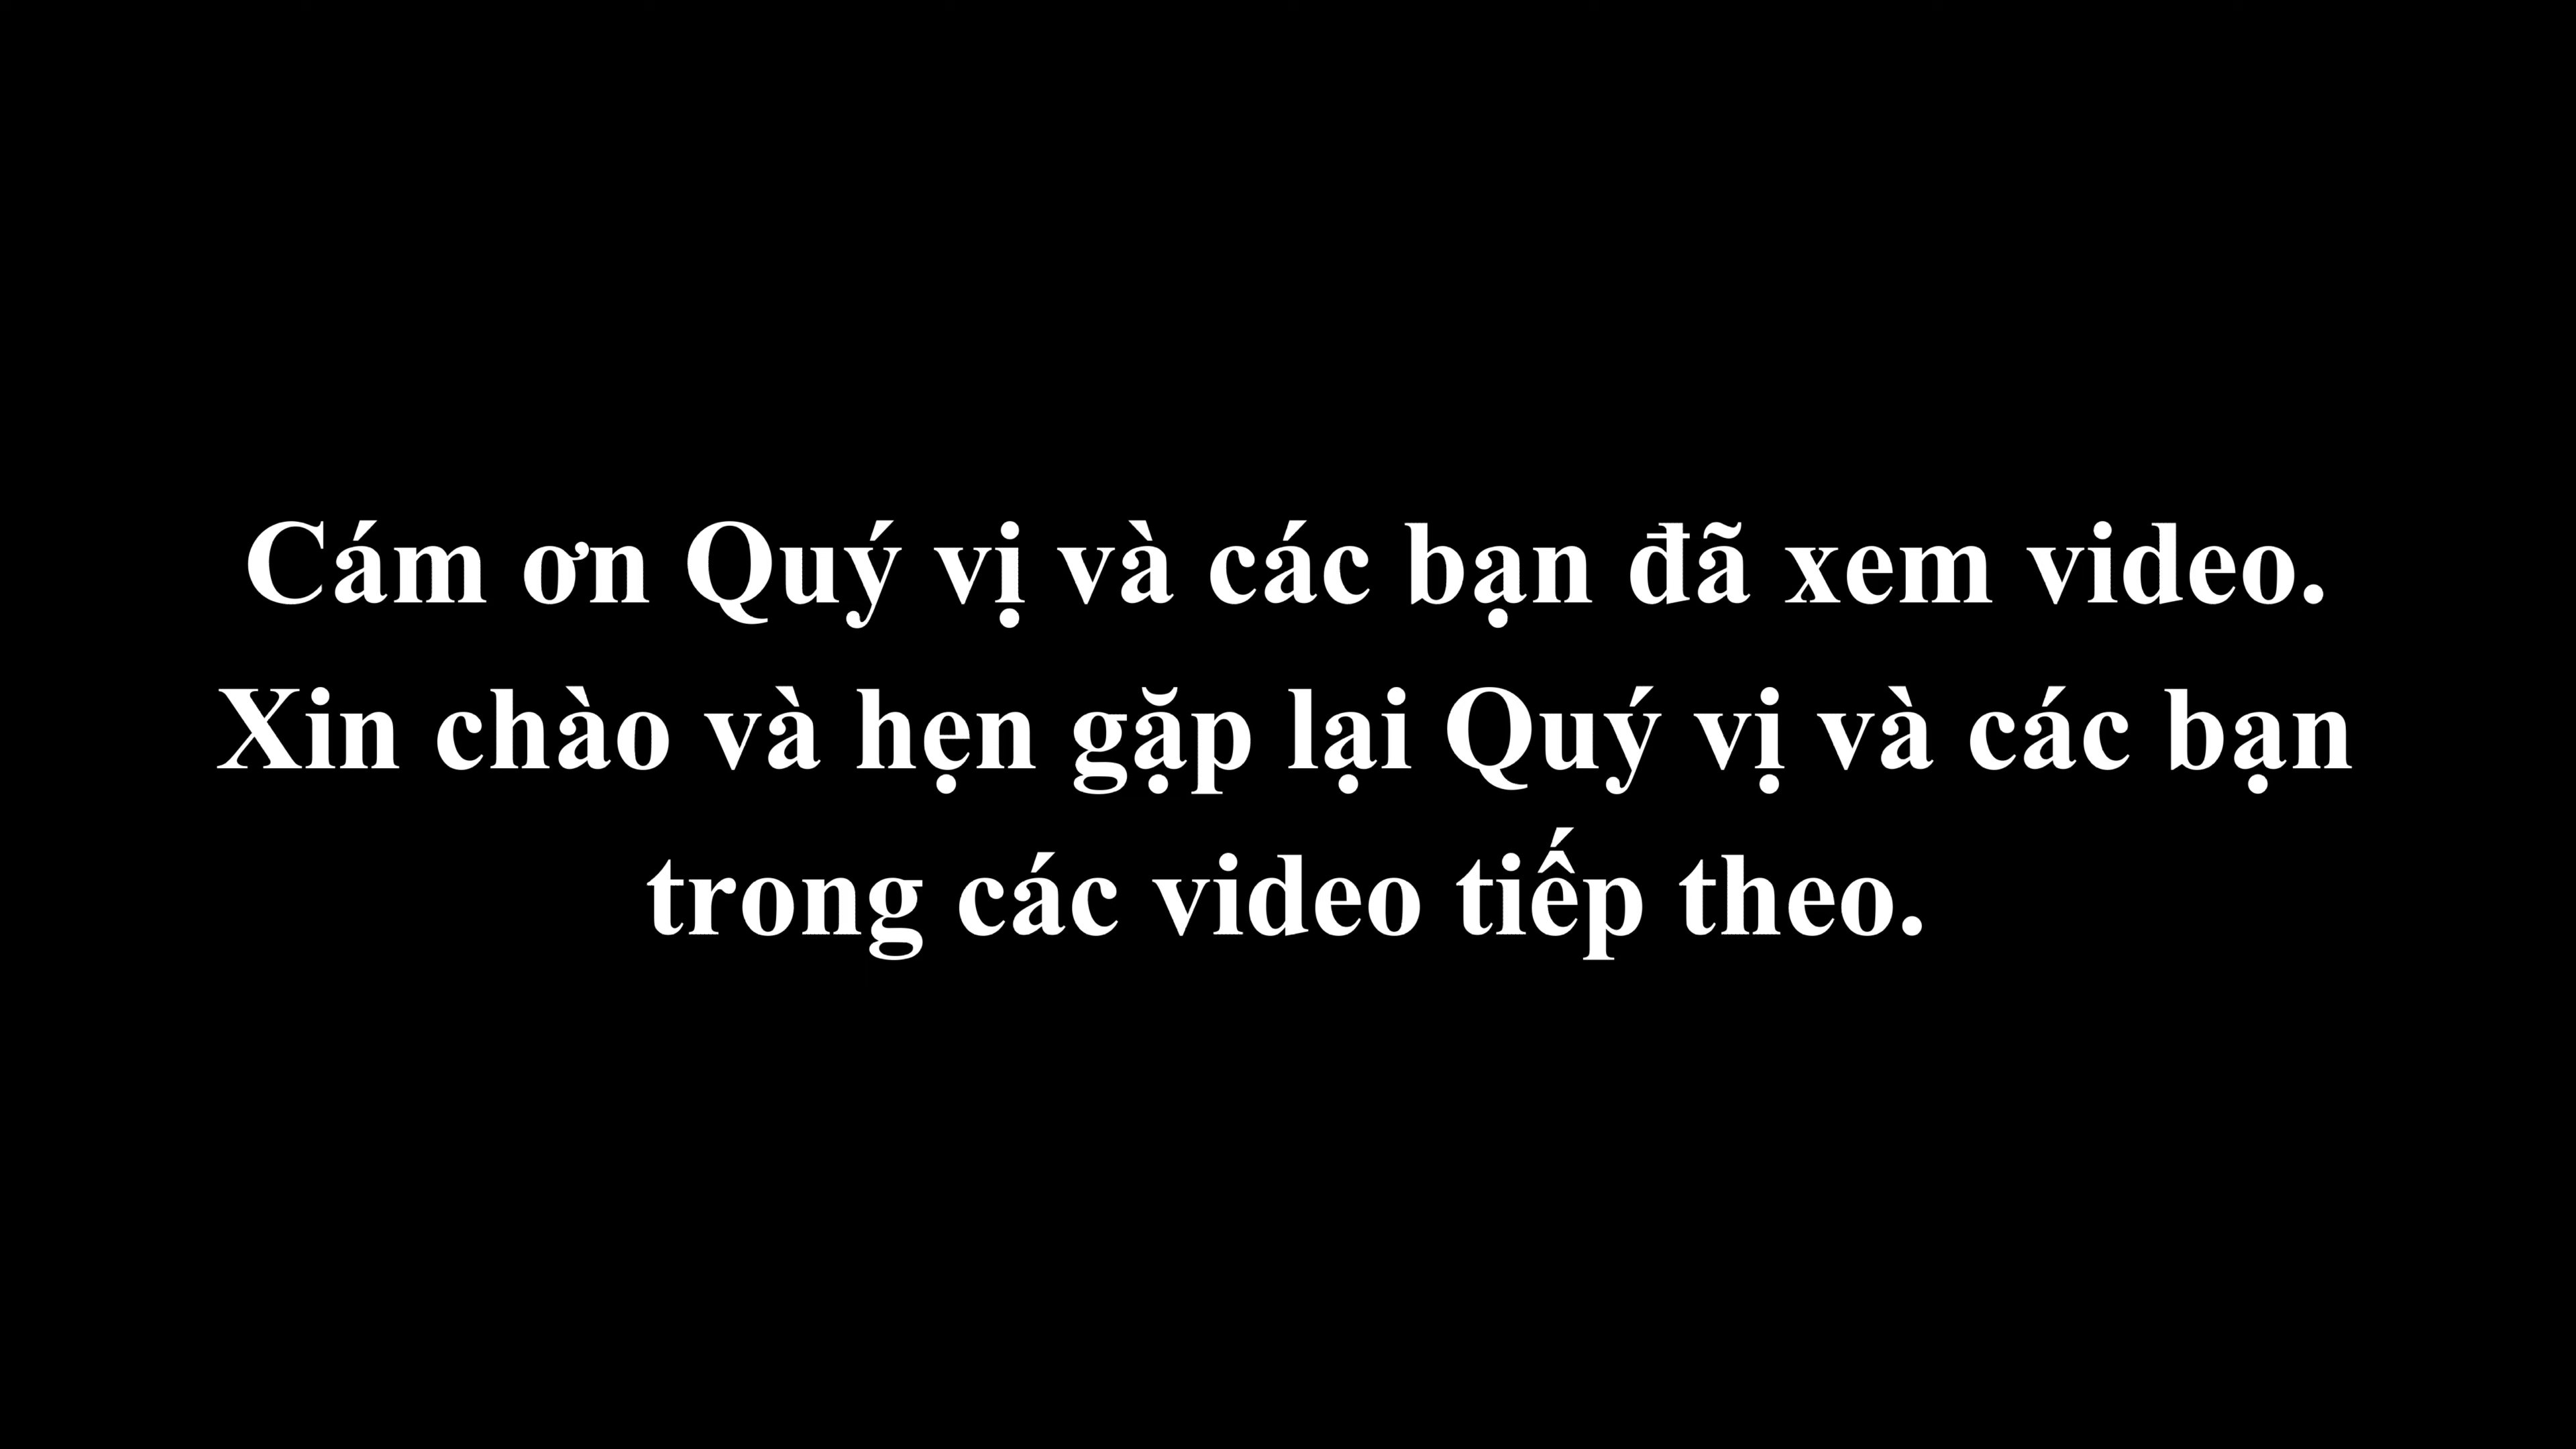 Cám ơn Quý vị và các bạn đã xem video.
Xin chào và hẹn gặp lại Quý vị và các bạn
trong các video tiếp theo.